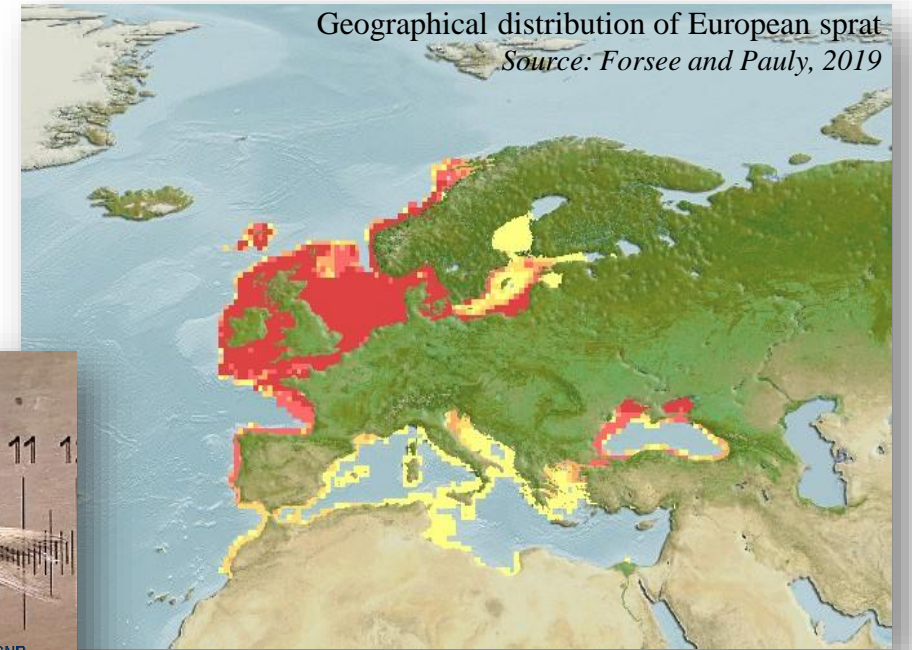 Geographical distribution of European sprat
Source: Forsee and Pauly, 2019
11